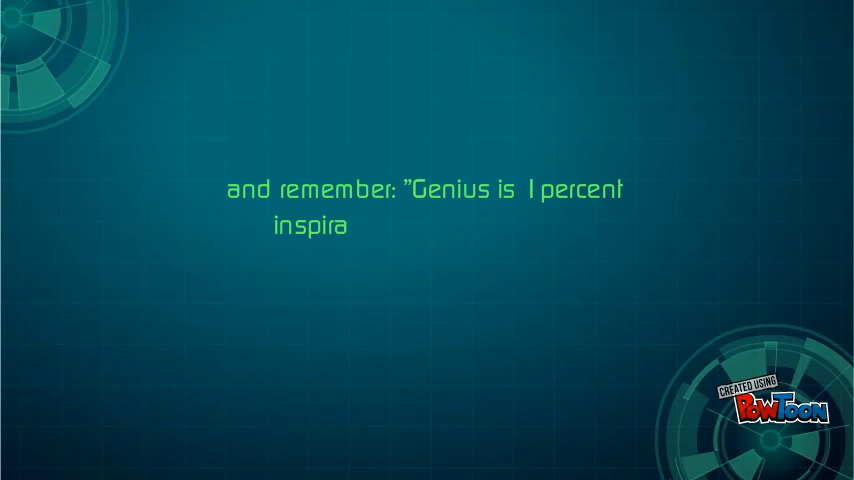 and remember: ”Genius is 1 percent
inspira
CREATED USING
POWTOON